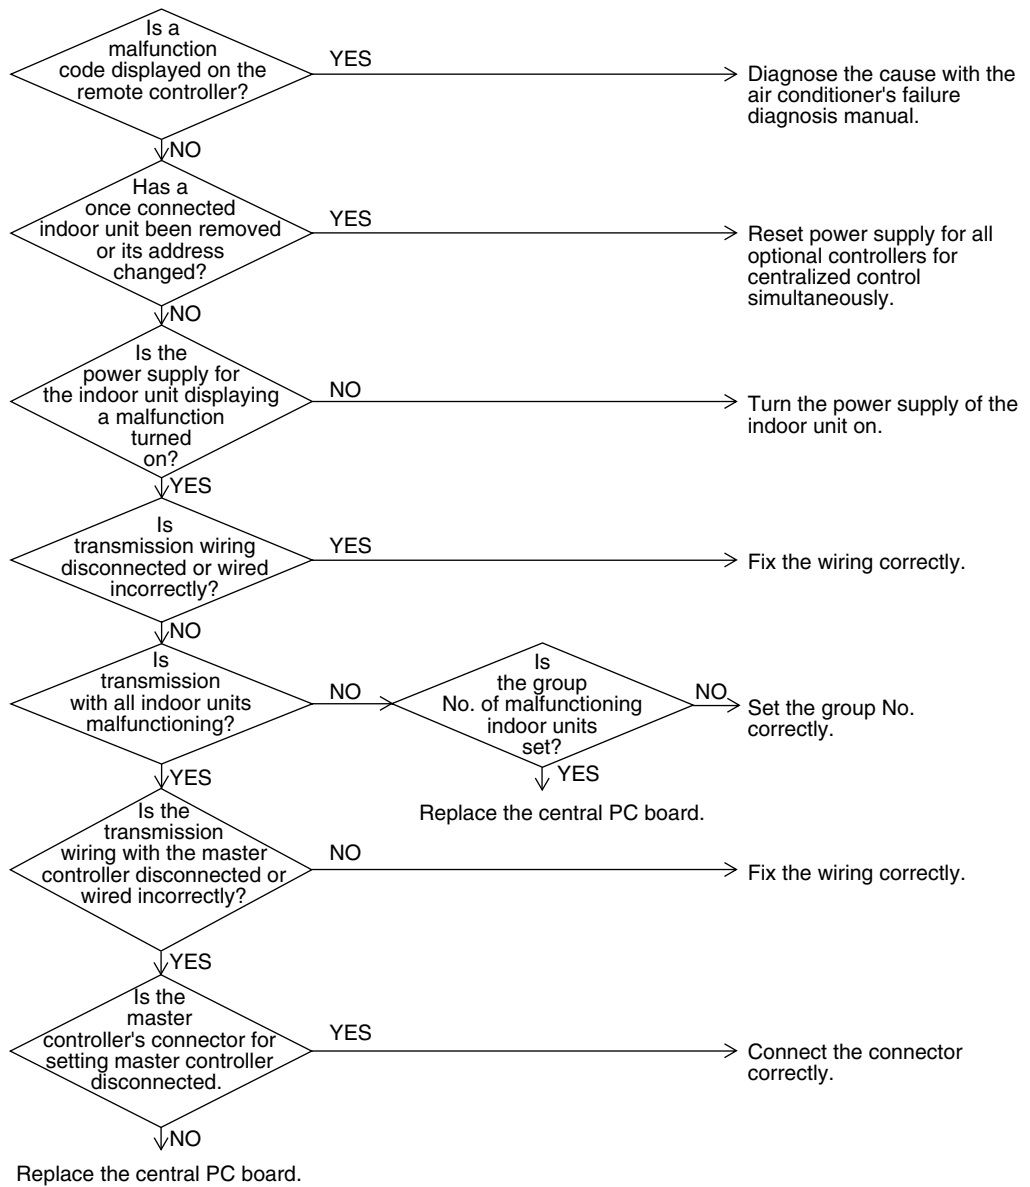 Is a
malfunction
code displayed on the
remote controller?
YES
Diagnose the cause with the
air conditioner's failure
diagnosis manual.
NO
Has a
once connected
indoor unit been removed
or its address
changed?
YES
Reset power supply for all
optional controllers for
centralized control
simultaneously.
NO
Is the
power supply for
the indoor unit displaying
a malfunction
turned
on?
NO
Turn the power supply of the
indoor unit on.
YES
Is
transmission wiring
disconnected or wired
incorrectly?
YES
Fix the wiring correctly.
NO
Is
transmission
with all indoor units
malfunctioning?
NO
Is
the group
No. of malfunctioning
indoor units
set?
NO
Set the group No.
correctly.
YES
Replace the central PC board.
YES
Is the
transmission
wiring with the master
controller disconnected or
wired incorrectly?
NO
Fix the wiring correctly.
YES
Is the
master
controller's connector for
setting master controller
disconnected.
YES
Connect the connector
correctly.
NO
Replace the central PC board.